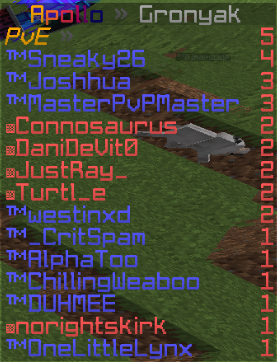 Apollo » Gronyak
PvE 5
™Sneaky26 4
™Joshhua 3
™MasterPvPMaster 3
Connosaurus 2
DaniDeVit0 2
JustRay_ 2
Turtl_e 2
™westinxd 2
™_CritSpam 1
™AlphaToo 1
™ChillingWeaboo 1
™DUHMEE 1
norightskirk 1
™OneLittleLynx 1